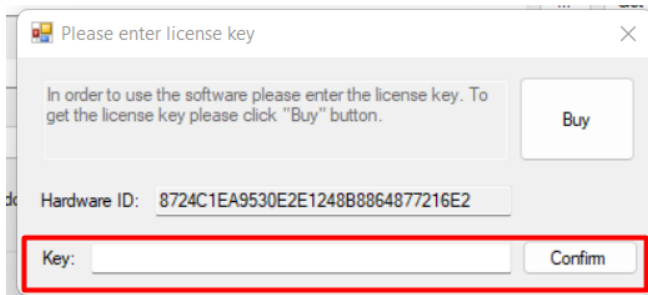 Please enter license key
In order to use the software please enter the license key. To
get the license key please click "Buy" button.
Buy
Hardware ID: 8724C1EA9530E2E1248B8864877216E2
Key:
Confirm